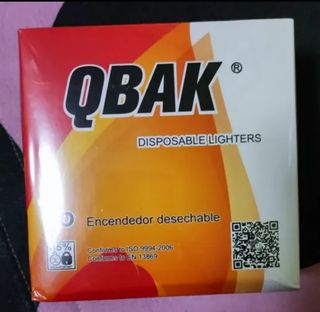 QBAK ®
DISPOSABLE LIGHTERS
Encendedor desechable
Conforms to ISO 9994-2006
Conforms to EN 13869